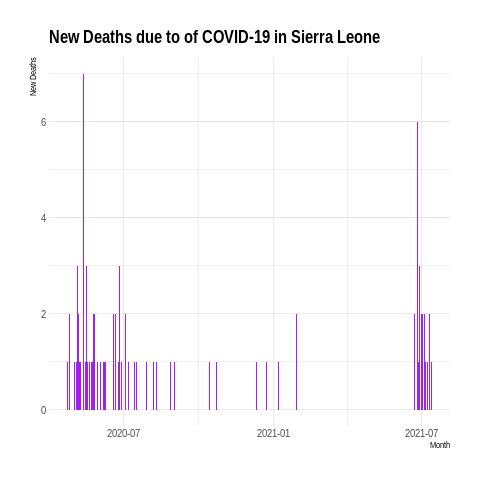 New Deaths due to of COVID-19 in Sierra Leone
New Deaths
6
4
2
0
2020-07
2021-01
2021-07
Month